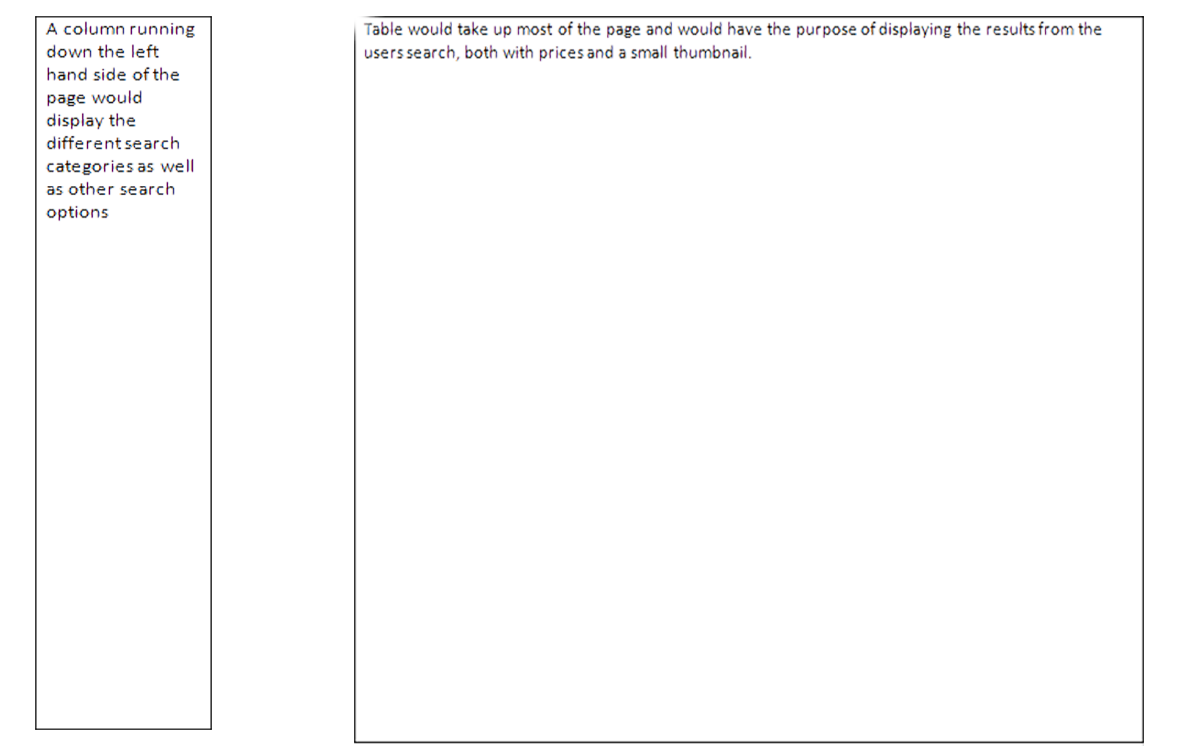 A column running
down the left
hand side of the
page would
display the
different search
categories as well
as other search
options
Table would take up most of the page and would have the purpose of displaying the results from the
users search, both with prices and a small thumbnail.